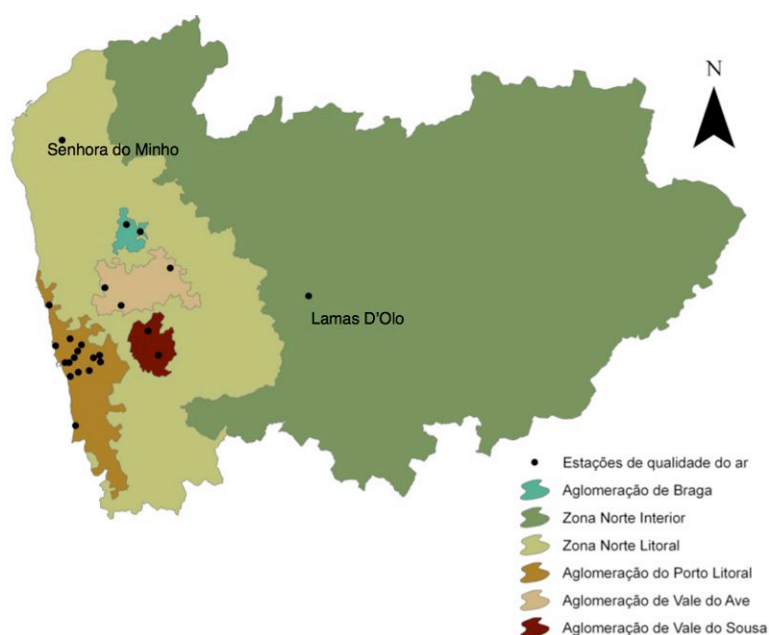 N
Senhora do Minho
Lamas D'Olo
Estações de qualidade do ar
Aglomeração de Braga
Zona Norte Interior
Zona Norte Litoral
Aglomeração do Porto Litoral
Aglomeração de Vale do Ave
Aglomeração de Vale do Sousa